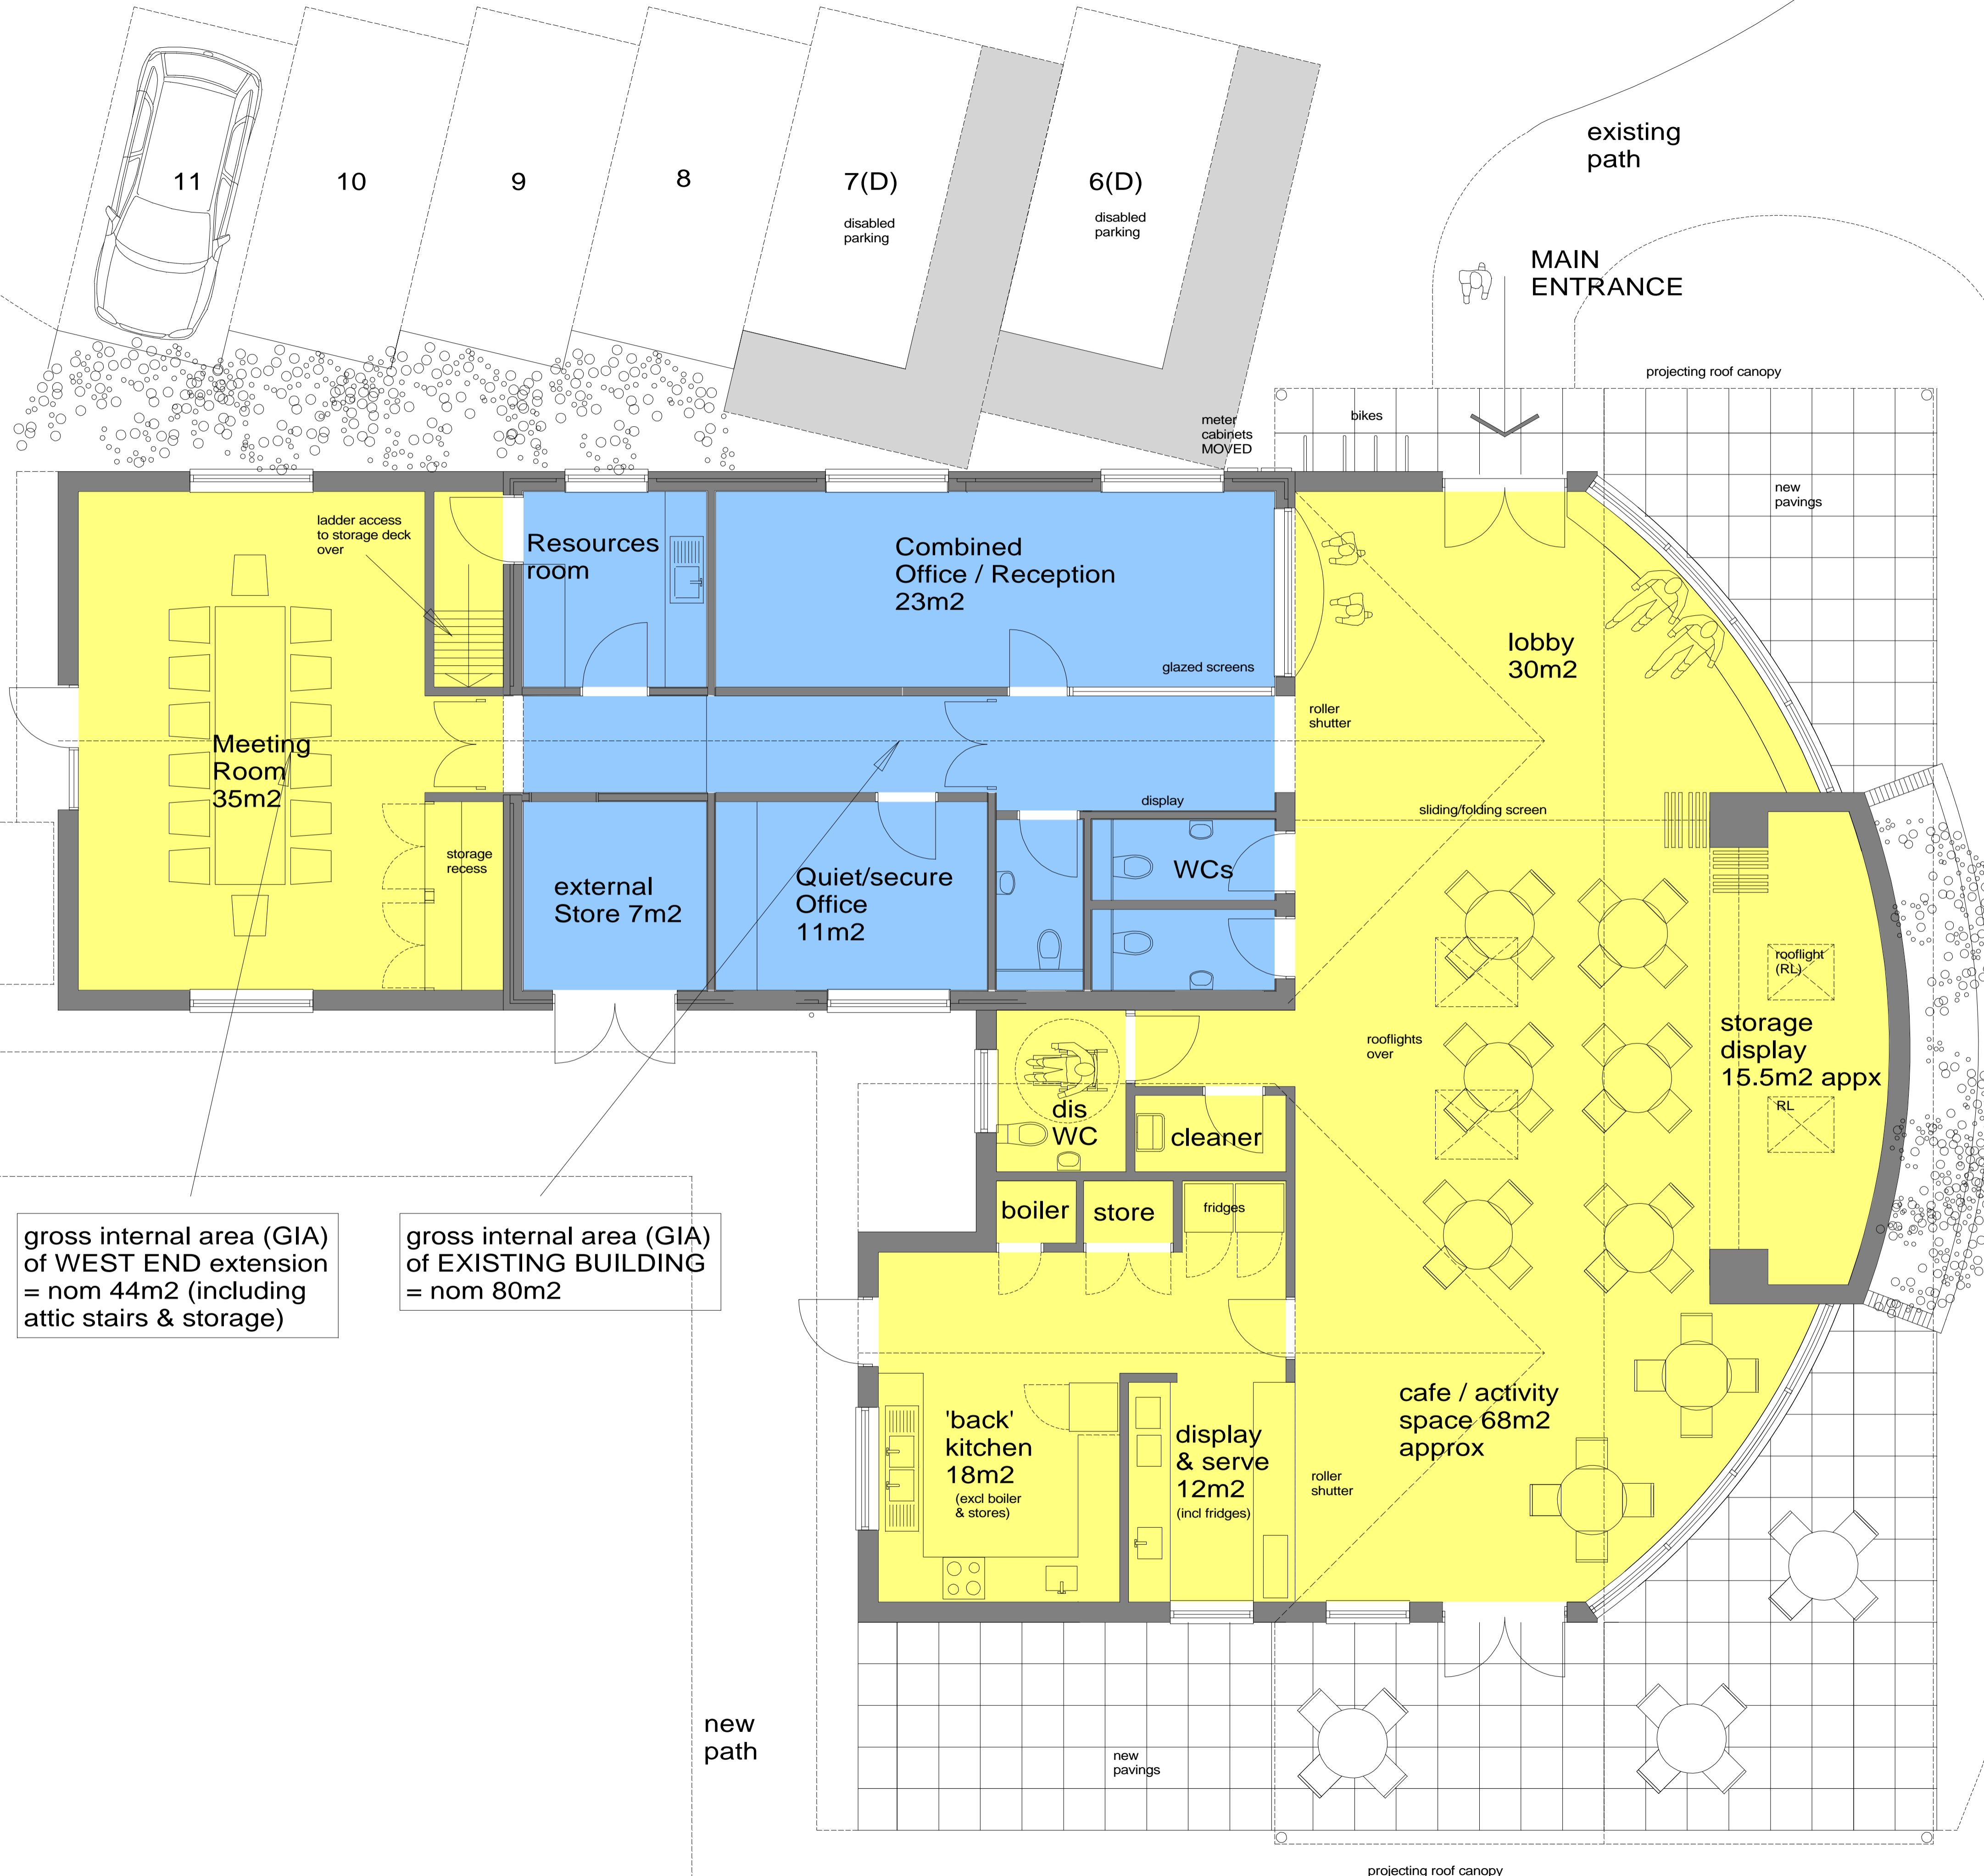 11
10
9
8
7(D)
disabled
parking
6(D)
disabled
parking
existing
path
MAIN
ENTRANCE
projecting roof canopy
meter
cabinets
MOVED
bikes
new
pavings
ladder access
to storage deck
over
Resources
room
Combined
Office / Reception
23m2
glazed screens
lobby
30m2
roller
shutter
Meeting
Room
35m2
display
sliding/folding screen
storage
recess
external
Store 7m2
Quiet/secure
Office
11m2
WCs
rooflight
(RL)
storage
display
15.5m2 appx
RL
rooflights
over
dis
WC
cleaner
boiler
store
fridges
gross internal area (GIA)
of WEST END extension
= nom 44m2 (including
attic stairs & storage)
gross internal area (GIA)
of EXISTING BUILDING
= nom 80m2
'back'
kitchen
18m2
(excl boiler
& stores)
display
& serve
12m2
(incl fridges)
roller
shutter
cafe / activity
space 68m2
approx
new
path
new
pavings
projecting roof canopy